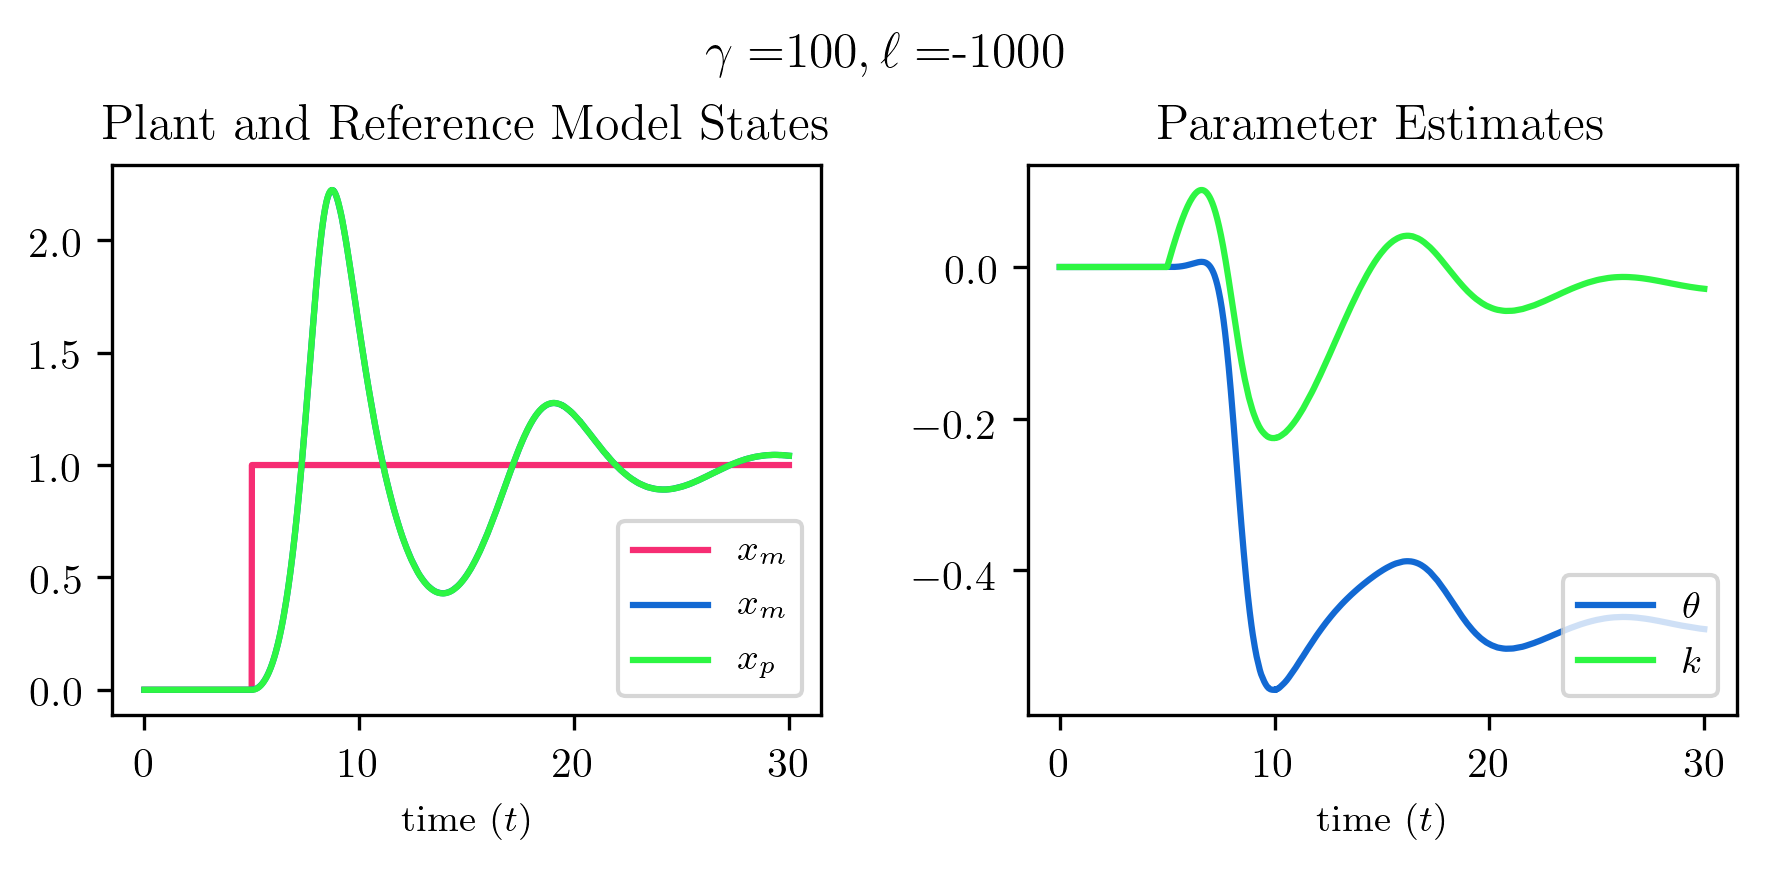 γ =100, ℓ =-1000
Plant and Reference Model States
2.0
1.5
1.0
0.5
0.0
x_m
x_m
x_p
0 10 20 30
time (t)
Parameter Estimates
0.0
−0.2
−0.4
θ
k
0 10 20 30
time (t)